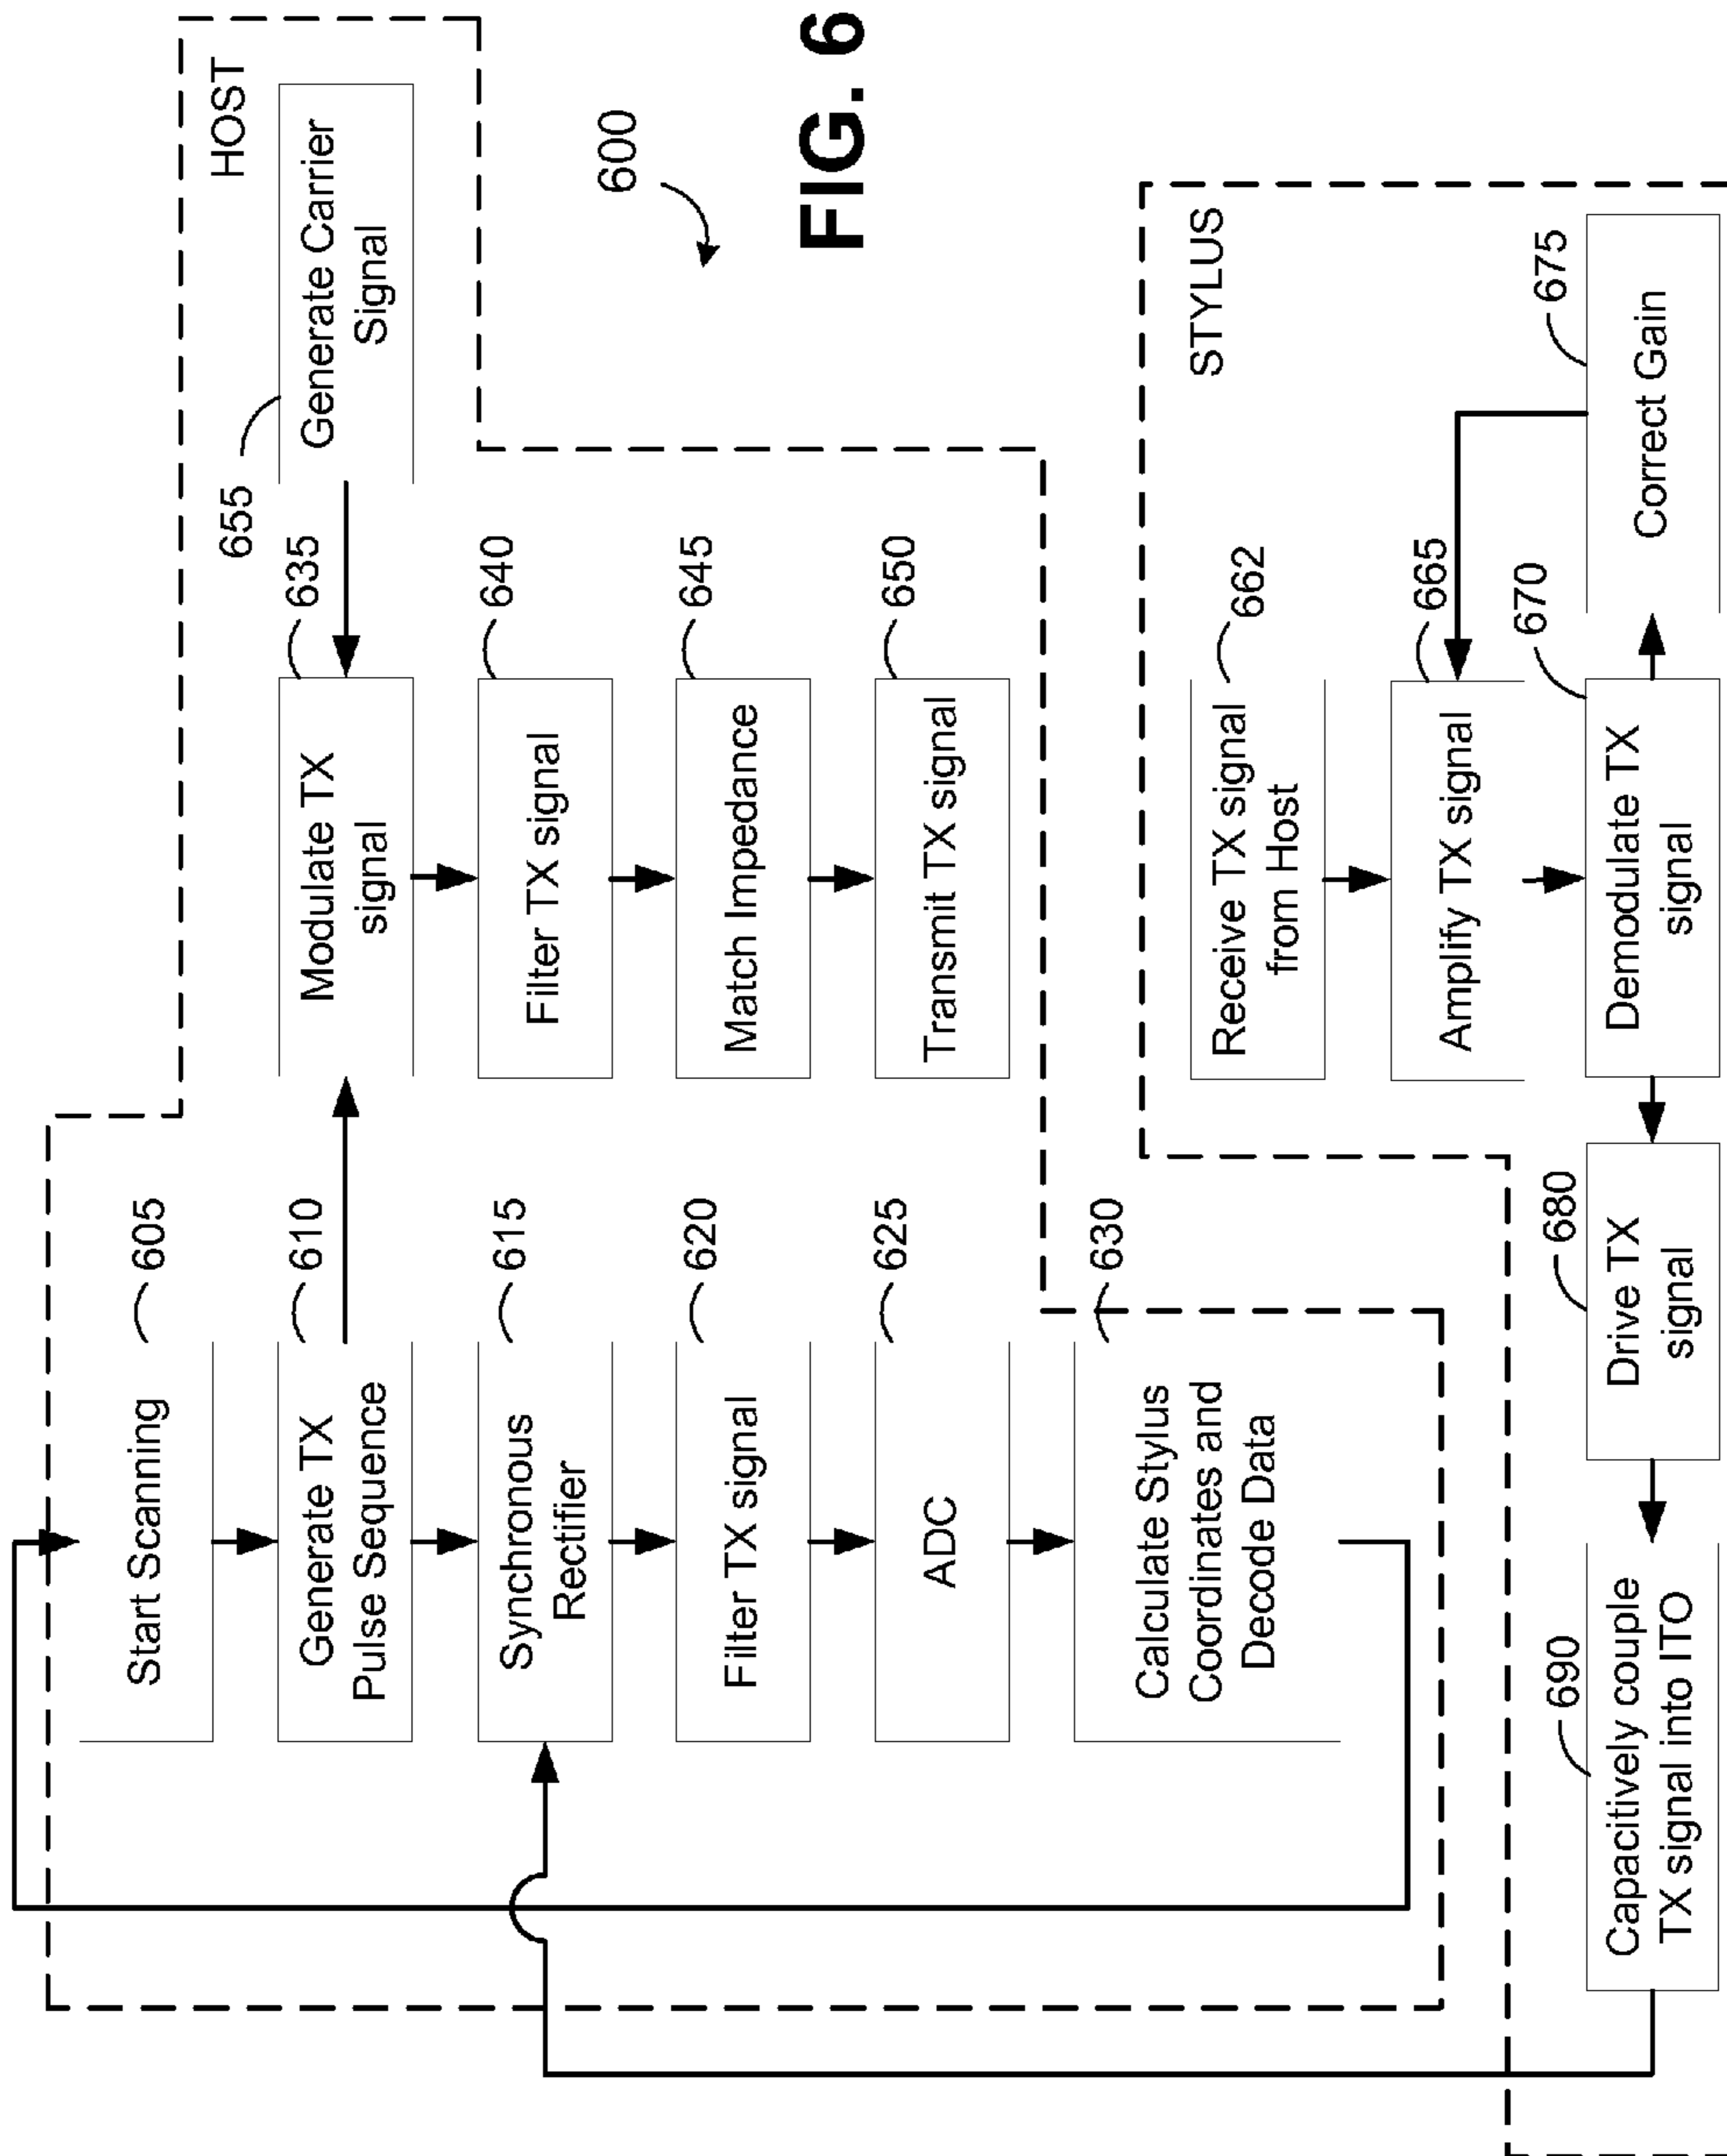 HOST
605
Start Scanning
610
Generate TX
Pulse Sequence
615
Synchronous
Rectifier
620
Filter TX signal
625
ADC
630
Calculate Stylus
Coordinates and
Decode Data
635
Modulate TX
signal
640
Filter TX signal
645
Match Impedance
650
Transmit TX signal
655
Generate Carrier
Signal
600
FIG. 6
STYLUS
662
Receive TX signal
from Host
665
Amplify TX signal
670
Demodulate TX
signal
675
Correct Gain
680
Drive TX
signal
690
Capacitively couple
TX signal into ITO